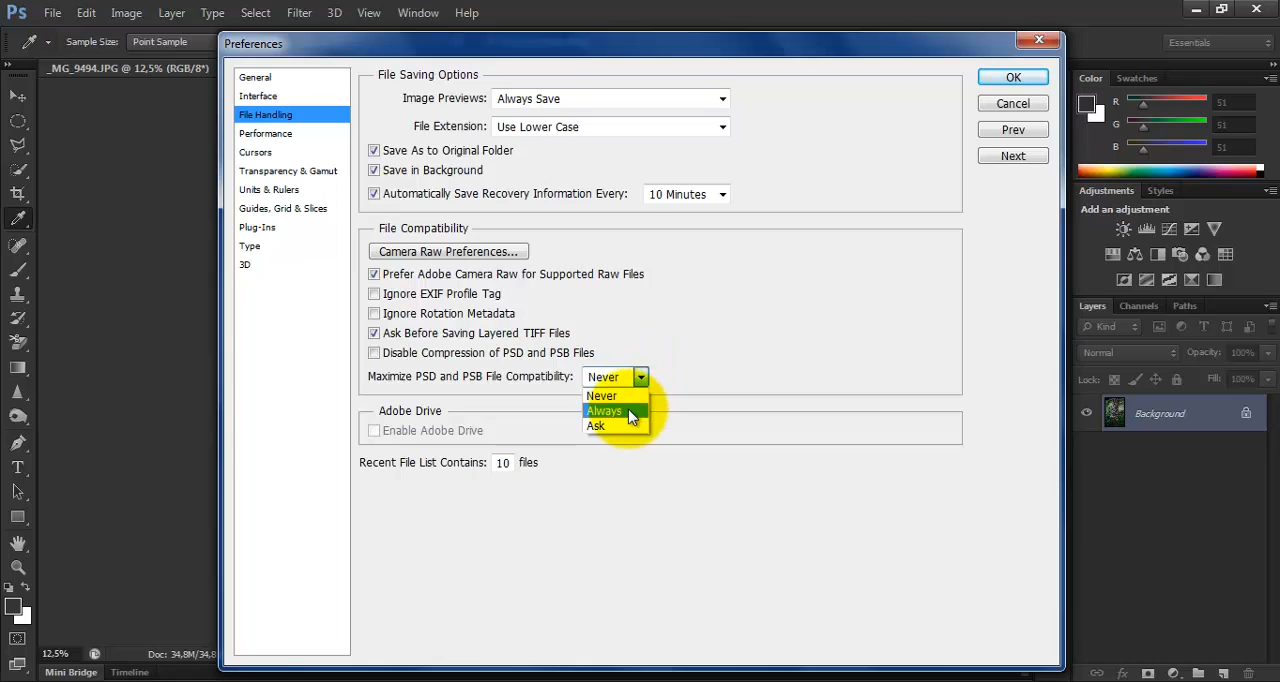 Ps File Edit Image Layer Type Select Filter 3D View Window Help
Sample Size: Point Sample Essentials
_MG_9494.JPG @ 12,5% (RGB/8*)
Preferences
General
Interface
File Handling
Performance
Cursors
Transparency & Gamut
Units & Rulers
Guides, Grid & Slices
Plug-Ins
Type
3D
File Saving Options
Image Previews: Always Save
File Extension: Use Lower Case
Save As to Original Folder
Save in Background
Automatically Save Recovery Information Every: 10 Minutes
File Compatibility
Camera Raw Preferences...
Prefer Adobe Camera Raw for Supported Raw Files
Ignore EXIF Profile Tag
Ignore Rotation Metadata
Ask Before Saving Layered TIFF Files
Disable Compression of PSD and PSB Files
Maximize PSD and PSB File Compatibility: Never
Never
Always
Ask
Adobe Drive
Enable Adobe Drive
Recent File List Contains: 10 files
OK
Cancel
Prev
Next
Color Swatches
R 51
G 51
B 51
Adjustments Styles
Add an adjustment
Layers Channels Paths
Kind
Normal Opacity: 100%
Lock: Fill: 100%
Background
fx
12,5% Doc: 34,8M/34,8
Mini Bridge Timeline